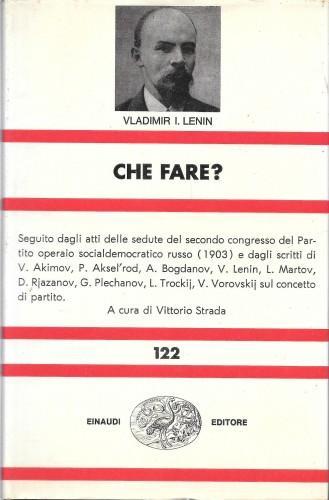 VLADIMIR I. LENIN
CHE FARE?
Seguito dagli atti delle sedute del secondo congresso del Par-
tito operaio socialdemocratico russo (1903) e dagli scritti di
V. Akimov, P. Aksel'rod, A. Bogdanov, V. Lenin, L. Martov,
D. Rjazanov, G. Plechanov, L. Trockij, V. Vorovskij sul concetto
di partito.
A cura di Vittorio Strada
122
EINAUDI EDITORE